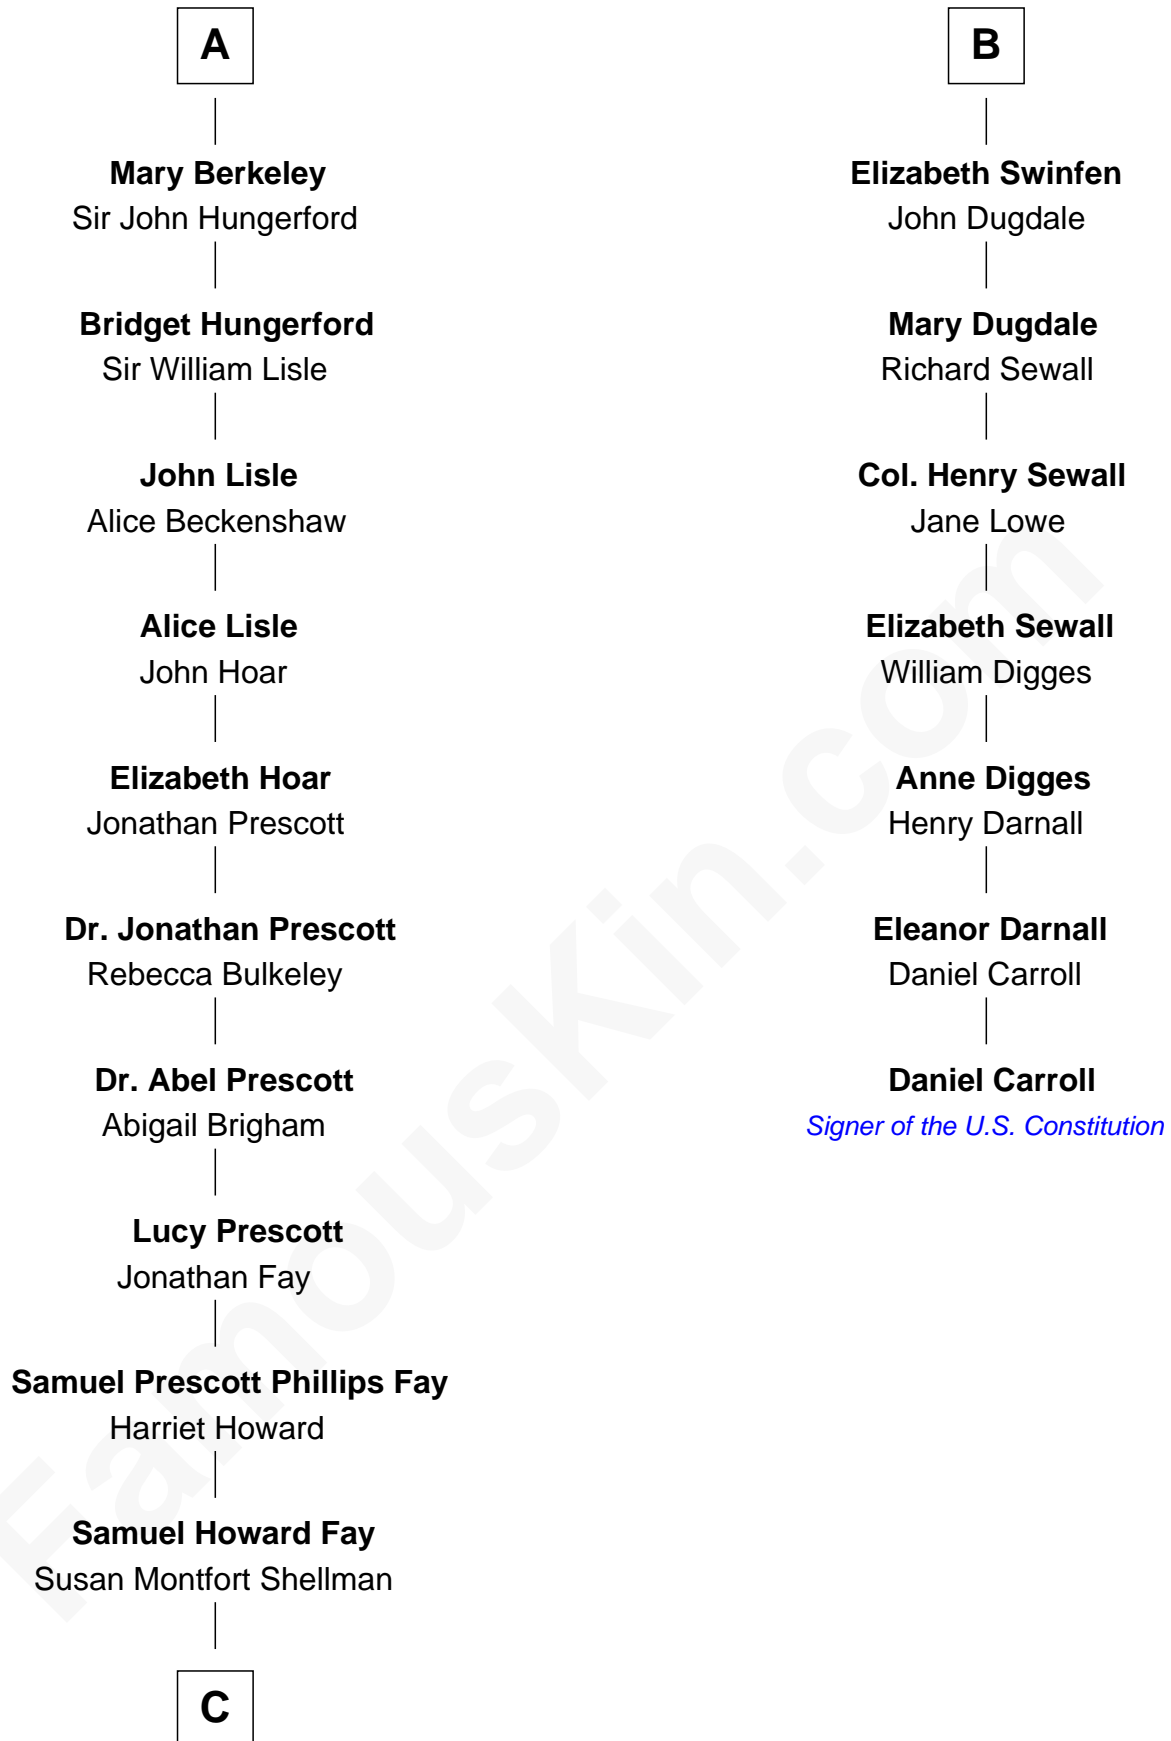 A
Mary Berkeley
Sir John Hungerford
Bridget Hungerford
Sir William Lisle
John Lisle
Alice Beckenshaw
Alice Lisle
John Hoar
Elizabeth Hoar
Jonathan Prescott
Dr. Jonathan Prescott
Rebecca Bulkeley
Dr. Abel Prescott
Abigail Brigham
Lucy Prescott
Jonathan Fay
Samuel Prescott Phillips Fay
Harriet Howard
Samuel Howard Fay
Susan Montfort Shellman
C
B
Elizabeth Swinfen
John Dugdale
Mary Dugdale
Richard Sewall
Col. Henry Sewall
Jane Lowe
Elizabeth Sewall
William Digges
Anne Digges
Henry Darnall
Eleanor Darnall
Daniel Carroll
Daniel Carroll
Signer of the U.S. Constitution
FamousKin.com